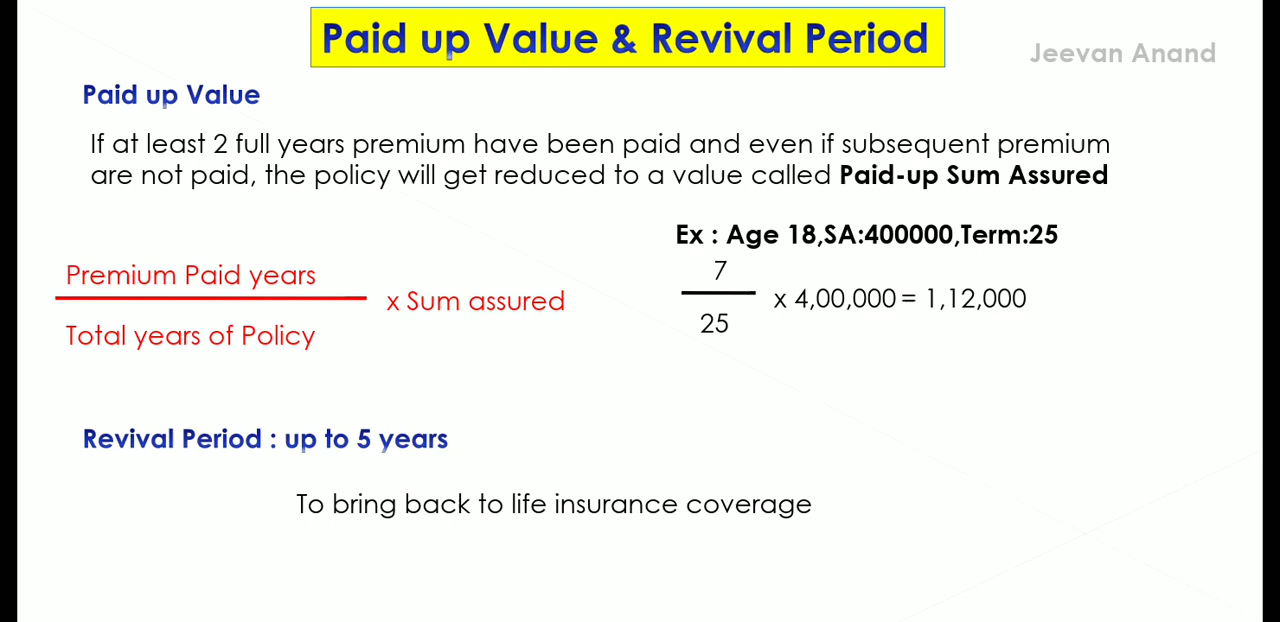 Paid up Value & Revival Period
Jeevan Anand
Paid up Value
If at least 2 full years premium have been paid and even if subsequent premium
are not paid, the policy will get reduced to a value called Paid-up Sum Assured
Ex : Age 18,SA:400000,Term:25
Premium Paid years
Total years of Policy
x Sum assured
7
25
x 4,00,000 = 1,12,000
Revival Period : up to 5 years
To bring back to life insurance coverage